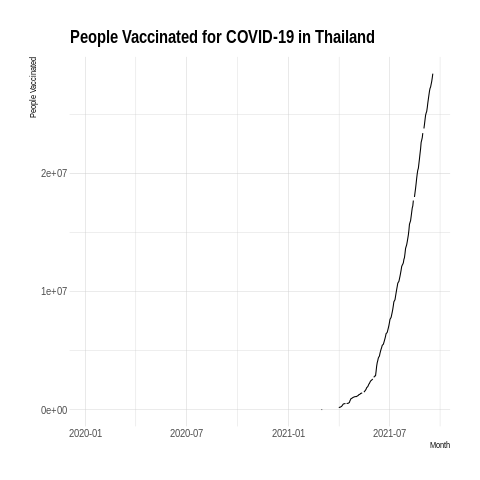 People Vaccinated for COVID-19 in Thailand
People Vaccinated
2e+07
1e+07
0e+00
2020-01 2020-07 2021-01 2021-07
Month